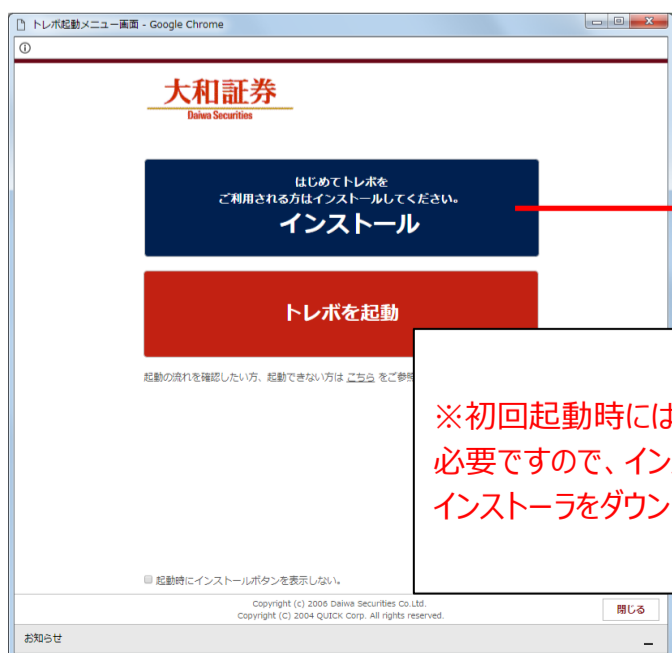 トレボ起動メニュー画面 - Google Chrome
大和証券
Daiwa Securities
はじめてトレボを
ご利用される方はインストールしてください。
インストール
トレボを起動
起動の流れを確認したい方、起動できない方は こちら をご参照
※初回起動時には
必要ですので、イン
インストーラをダウン
起動時にインストールボタンを表示しない。
Copyright (c) 2006 Daiwa Securities Co.Ltd.
Copyright (C) 2004 QUICK Corp. All rights reserved.
閉じる
お知らせ